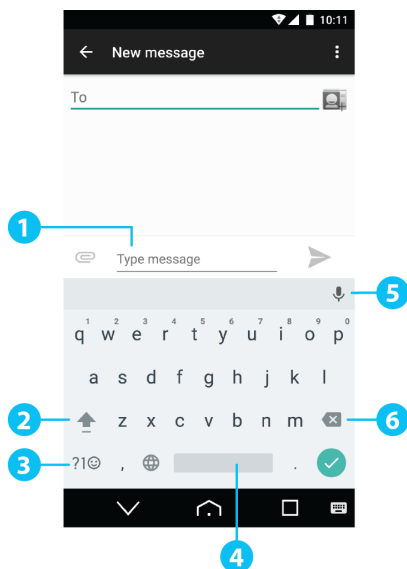 10:11
New message
To
1
Type message
5
1 2 3 4 5 6 7 8 9 0
q w e r t y u i o p
a s d f g h j k l
2 z x c v b n m 6
3 ?1☺ , .
4